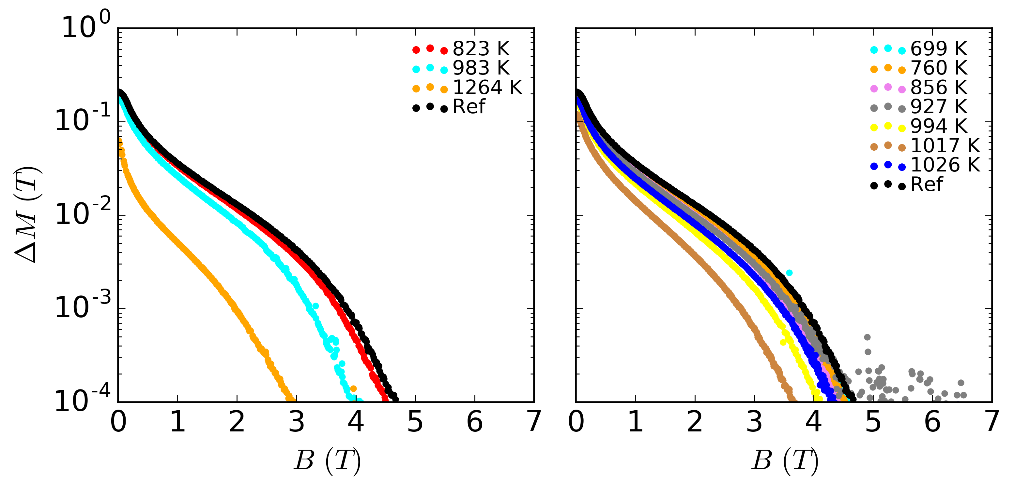 10^0
10^-1
10^-2
10^-3
10^-4
ΔM (T)
0 1 2 3 4 5 6 7
B (T)
823 K
983 K
1264 K
Ref
0 1 2 3 4 5 6 7
B (T)
699 K
760 K
856 K
927 K
994 K
1017 K
1026 K
Ref